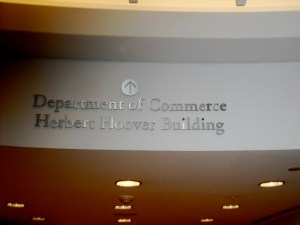 Department of Commerce
Herbert Hoover Building